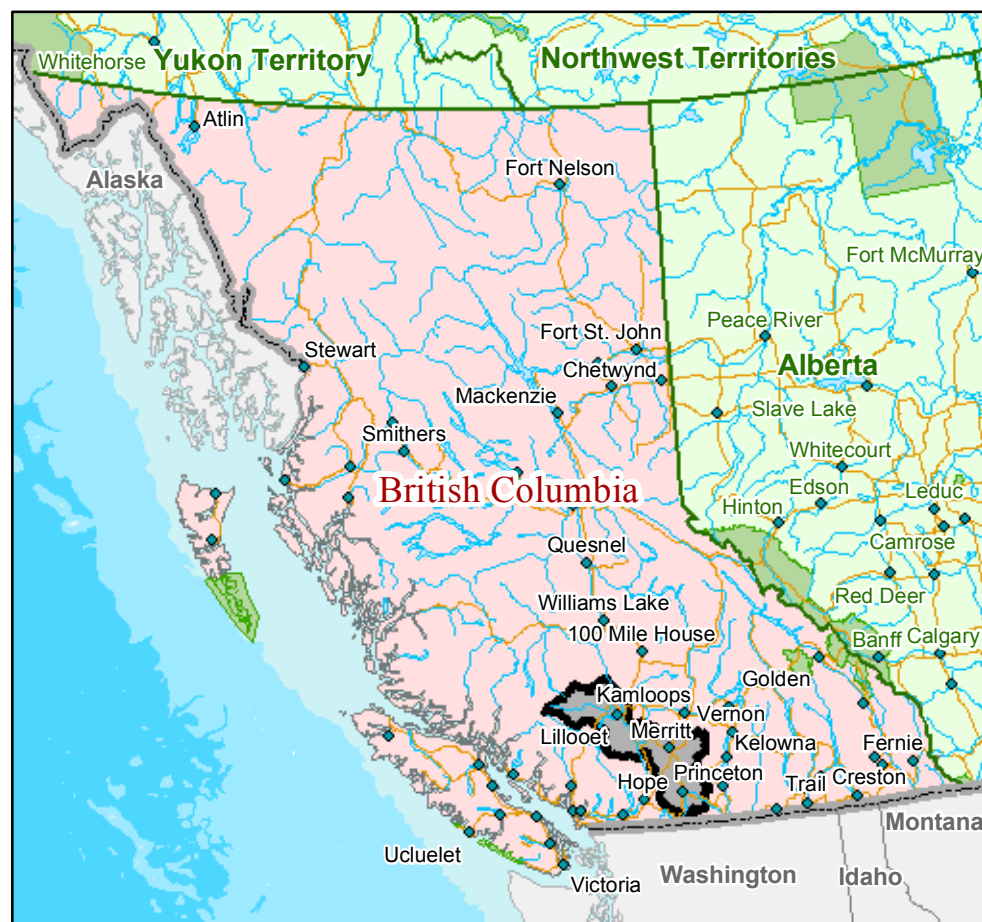 Whitehorse
Yukon Territory
Northwest Territories
Atlin
Alaska
Fort Nelson
Fort McMurray
Peace River
Fort St. John
Stewart
Chetwynd
Alberta
Mackenzie
Slave Lake
Smithers
Whitecourt
British Columbia
Edson
Leduc
Hinton
Camrose
Quesnel
Red Deer
Williams Lake
100 Mile House
Banff
Calgary
Golden
Kamloops
Vernon
Lillooet
Merritt
Kelowna
Fernie
Hope
Princeton
Trail
Creston
Montana
Ucluelet
Victoria
Washington
Idaho